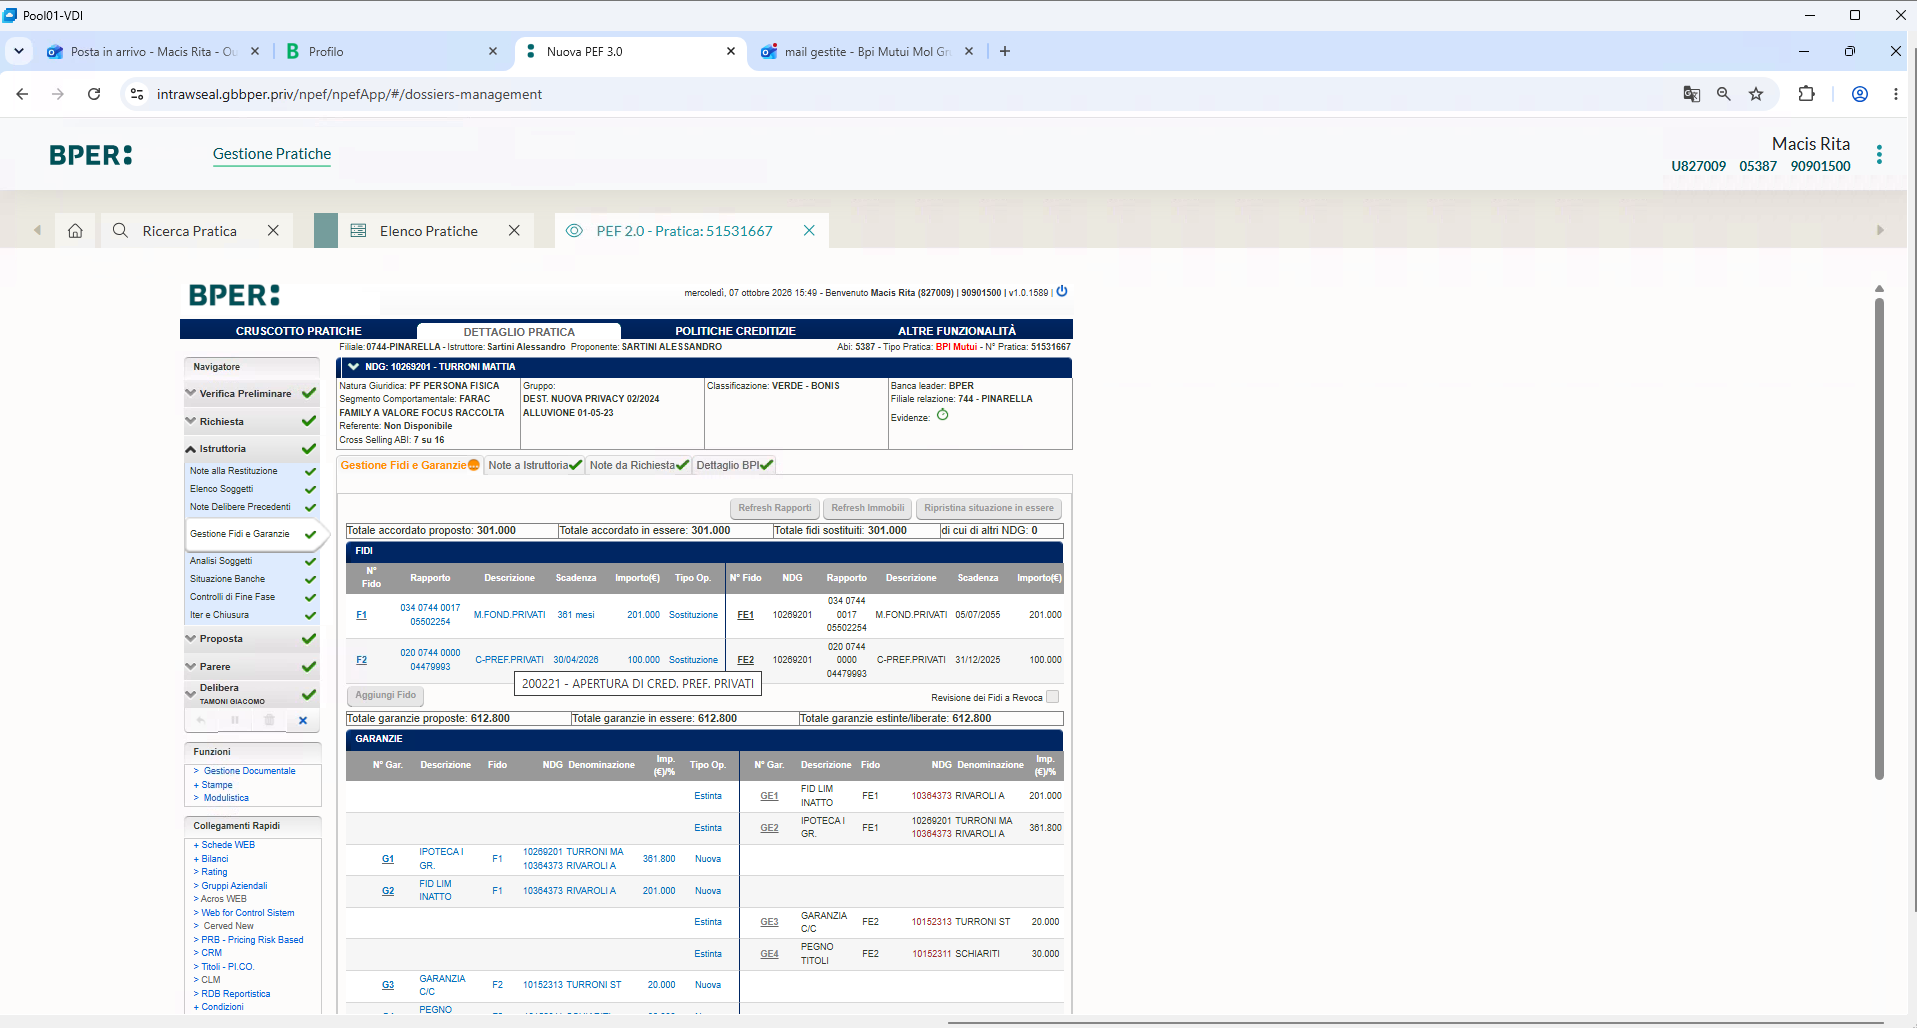 Pool01-VDI
Posta in arrivo - Macis Rita - Ou
Profilo
Nuova PEF 3.0
mail gestite - Bpi Mutui Mol Gr
intrawseal.gbbper.priv/npef/npefApp/#/dossiers-management
BPER:
Gestione Pratiche
Macis Rita
U827009 05387 90901500
Ricerca Pratica
Elenco Pratiche
PEF 2.0 - Pratica: 51531667
BPER:
mercoledì, 07 ottobre 2026 15:49 - Benvenuto Macis Rita (827009) | 90901500 | v1.0.1589 |
CRUSCOTTO PRATICHE
DETTAGLIO PRATICA
POLITICHE CREDITIZIE
ALTRE FUNZIONALITÀ
Filiale: 0744-PINARELLA - Istruttore: Sartini Alessandro Proponente: SARTINI ALESSANDRO
Abi: 5387 - Tipo Pratica: BPI Mutui - N° Pratica: 51531667
Navigatore
Verifica Preliminare
Richiesta
Istruttoria
Note alla Restituzione
Elenco Soggetti
Note Delibere Precedenti
Gestione Fidi e Garanzie
Analisi Soggetti
Situazione Banche
Controlli di Fine Fase
Iter e Chiusura
Proposta
Parere
Delibera
TAMONI GIACOMO
Funzioni
> Gestione Documentale
+ Stampe
> Modulistica
Collegamenti Rapidi
+ Schede WEB
+ Bilanci
> Rating
> Gruppi Aziendali
> Acros WEB
> Web for Control Sistem
> Cerved New
> PRB - Pricing Risk Based
> CRM
> Titoli - PI.CO.
> CLM
> RDB Reportistica
+ Condizioni
NDG: 10269201 - TURRONI MATTIA
Natura Giuridica: PF PERSONA FISICA
Segmento Comportamentale: FARAC
FAMILY A VALORE FOCUS RACCOLTA
Referente: Non Disponibile
Cross Selling ABI: 7 su 16
Gruppo:
DEST. NUOVA PRIVACY 02/2024
ALLUVIONE 01-05-23
Classificazione: VERDE - BONIS
Banca leader: BPER
Filiale relazione: 744 - PINARELLA
Evidenze:
Gestione Fidi e Garanzie
Note a Istruttoria
Note da Richiesta
Dettaglio BPI
Refresh Rapporti
Refresh Immobili
Ripristina situazione in essere
Totale accordato proposto: 301.000
Totale accordato in essere: 301.000
Totale fidi sostituiti: 301.000
di cui di altri NDG: 0
FIDI
N° Fido Rapporto Descrizione Scadenza Importo(€) Tipo Op. N° Fido NDG Rapporto Descrizione Scadenza Importo(€)
F1 034 0744 0017 05502254 M.FOND.PRIVATI 361 mesi 201.000 Sostituzione FE1 10269201 034 0744 0017 05502254 M.FOND.PRIVATI 05/07/2055 201.000
F2 020 0744 0000 04479993 C-PREF.PRIVATI 30/04/2026 100.000 Sostituzione FE2 10269201 020 0744 0000 04479993 C-PREF.PRIVATI 31/12/2025 100.000
200221 - APERTURA DI CRED. PREF. PRIVATI
Aggiungi Fido
Revisione dei Fidi a Revoca
Totale garanzie proposte: 612.800
Totale garanzie in essere: 612.800
Totale garanzie estinte/liberate: 612.800
GARANZIE
N° Gar. Descrizione Fido NDG Denominazione Imp. (€)/% Tipo Op. N° Gar. Descrizione Fido NDG Denominazione Imp. (€)/%
Estinta GE1 FID LIM INATTO FE1 10364373 RIVAROLI A 201.000
Estinta GE2 IPOTECA I GR. FE1 10269201 TURRONI MA 10364373 RIVAROLI A 361.800
G1 IPOTECA I GR. F1 10269201 TURRONI MA 10364373 RIVAROLI A 361.800 Nuova
G2 FID LIM INATTO F1 10364373 RIVAROLI A 201.000 Nuova
Estinta GE3 GARANZIA C/C FE2 10152313 TURRONI ST 20.000
Estinta GE4 PEGNO TITOLI FE2 10152311 SCHIARITI 30.000
G3 GARANZIA C/C F2 10152313 TURRONI ST 20.000 Nuova
PEGNO